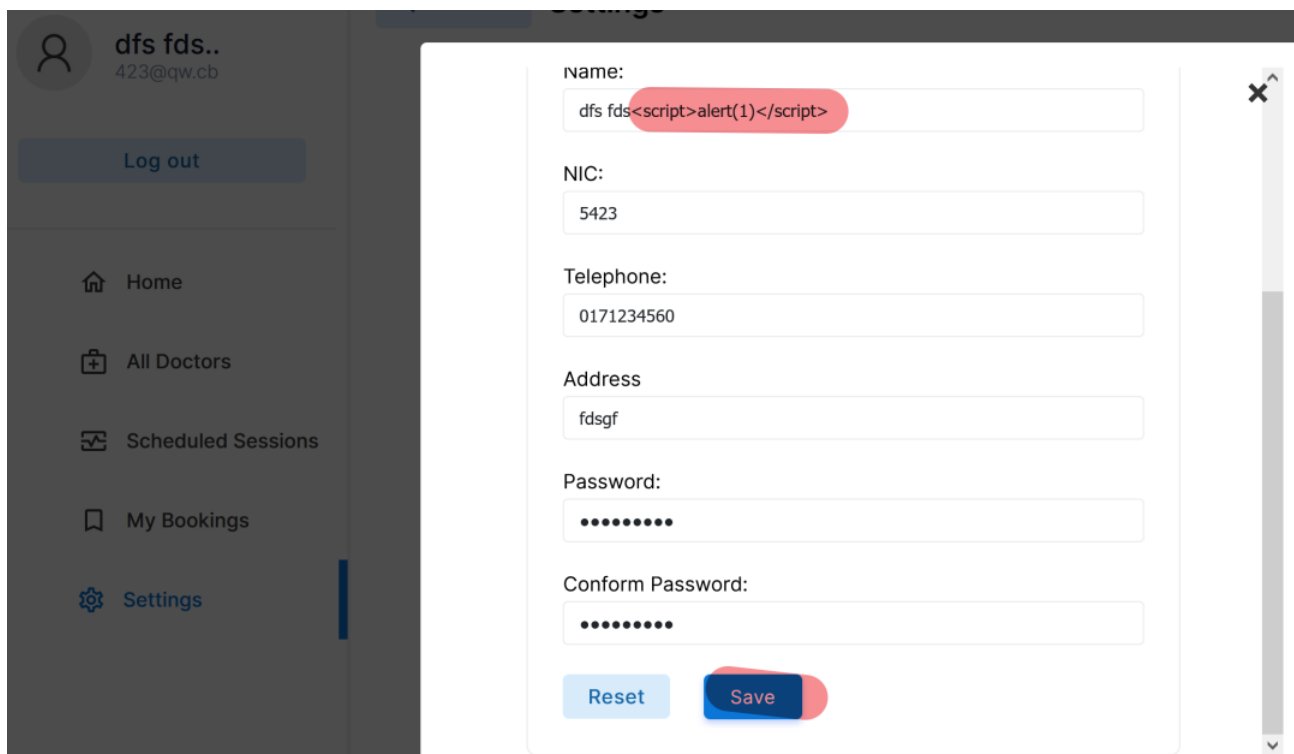 Settings
dfs fds..
423@qw.cb
Log out
Home
All Doctors
Scheduled Sessions
My Bookings
Settings
Name:
dfs fds<script>alert(1)</script>
NIC:
5423
Telephone:
0171234560
Address
fdsgf
Password:
•••••••••
Conform Password:
•••••••••
Reset
Save